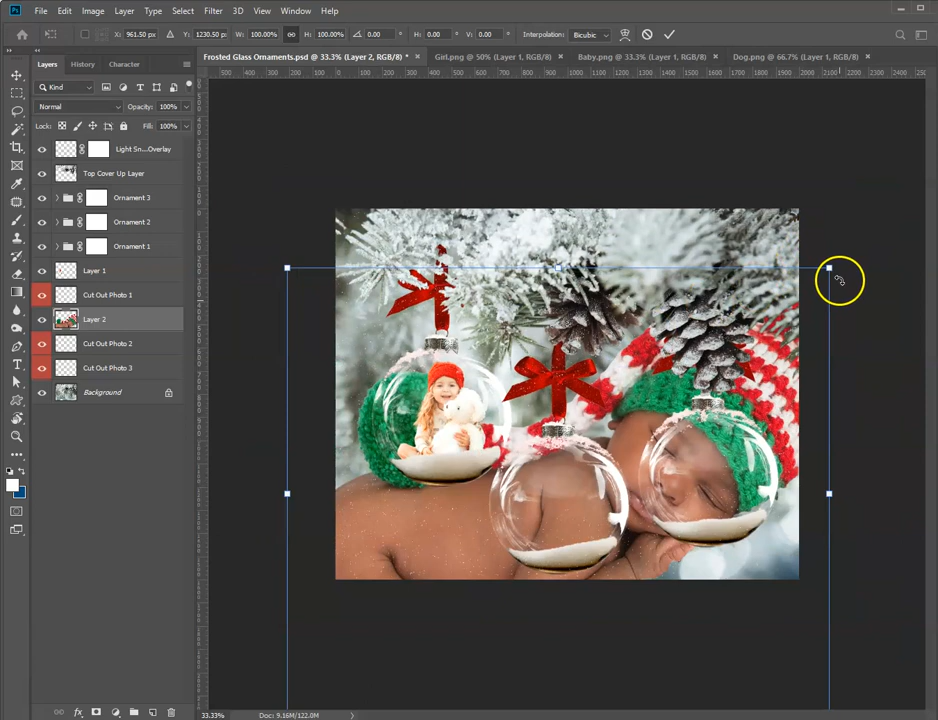 Ps File Edit Image Layer Type Select Filter 3D View Window Help
X: 961.50 px Y: 1230.50 px W: 100.00% H: 100.00% 0.00 ° H: 0.00 ° V: 0.00 ° Interpolation: Bicubic
Layers History Character
Frosted Glass Ornaments.psd @ 33.3% (Layer 2, RGB/8) * × Girl.png @ 50% (Layer 1, RGB/8) × Baby.png @ 33.3% (Layer 1, RGB/8) × Dog.png @ 66.7% (Layer 1, RGB/8) ×
Kind
Normal Opacity: 100%
Lock: Fill: 100%
Light Sn...Overlay
Top Cover Up Layer
Ornament 3
Ornament 2
Ornament 1
Layer 1
Cut Out Photo 1
Layer 2
Cut Out Photo 2
Cut Out Photo 3
Background
33.33% Doc: 9.16M/122.0M